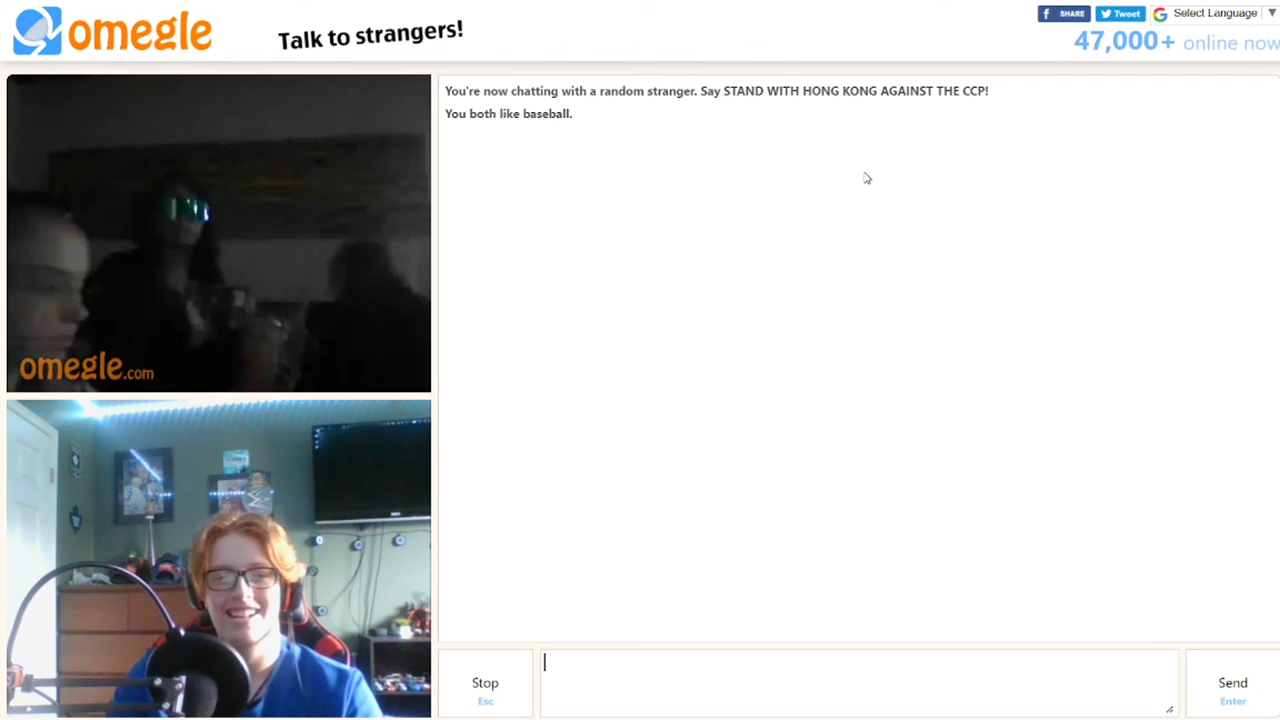 omegle
Talk to strangers!
SHARE
Tweet
Select Language
47,000+ online now
You're now chatting with a random stranger. Say STAND WITH HONG KONG AGAINST THE CCP!
You both like baseball.
omegle.com
Stop
Esc
Send
Enter